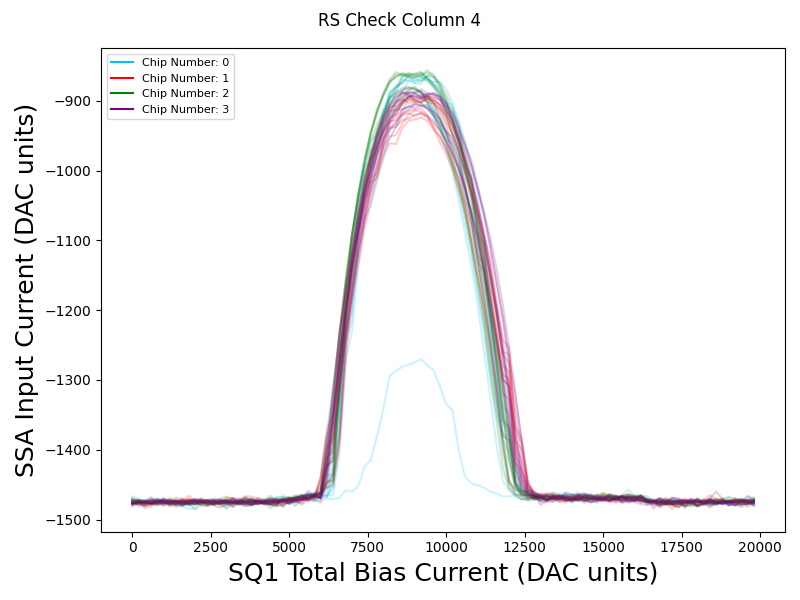 RS Check Column 4
Chip Number: 0
Chip Number: 1
Chip Number: 2
Chip Number: 3
SSA Input Current (DAC units)
−900
−1000
−1100
−1200
−1300
−1400
−1500
0 2500 5000 7500 10000 12500 15000 17500 20000
SQ1 Total Bias Current (DAC units)